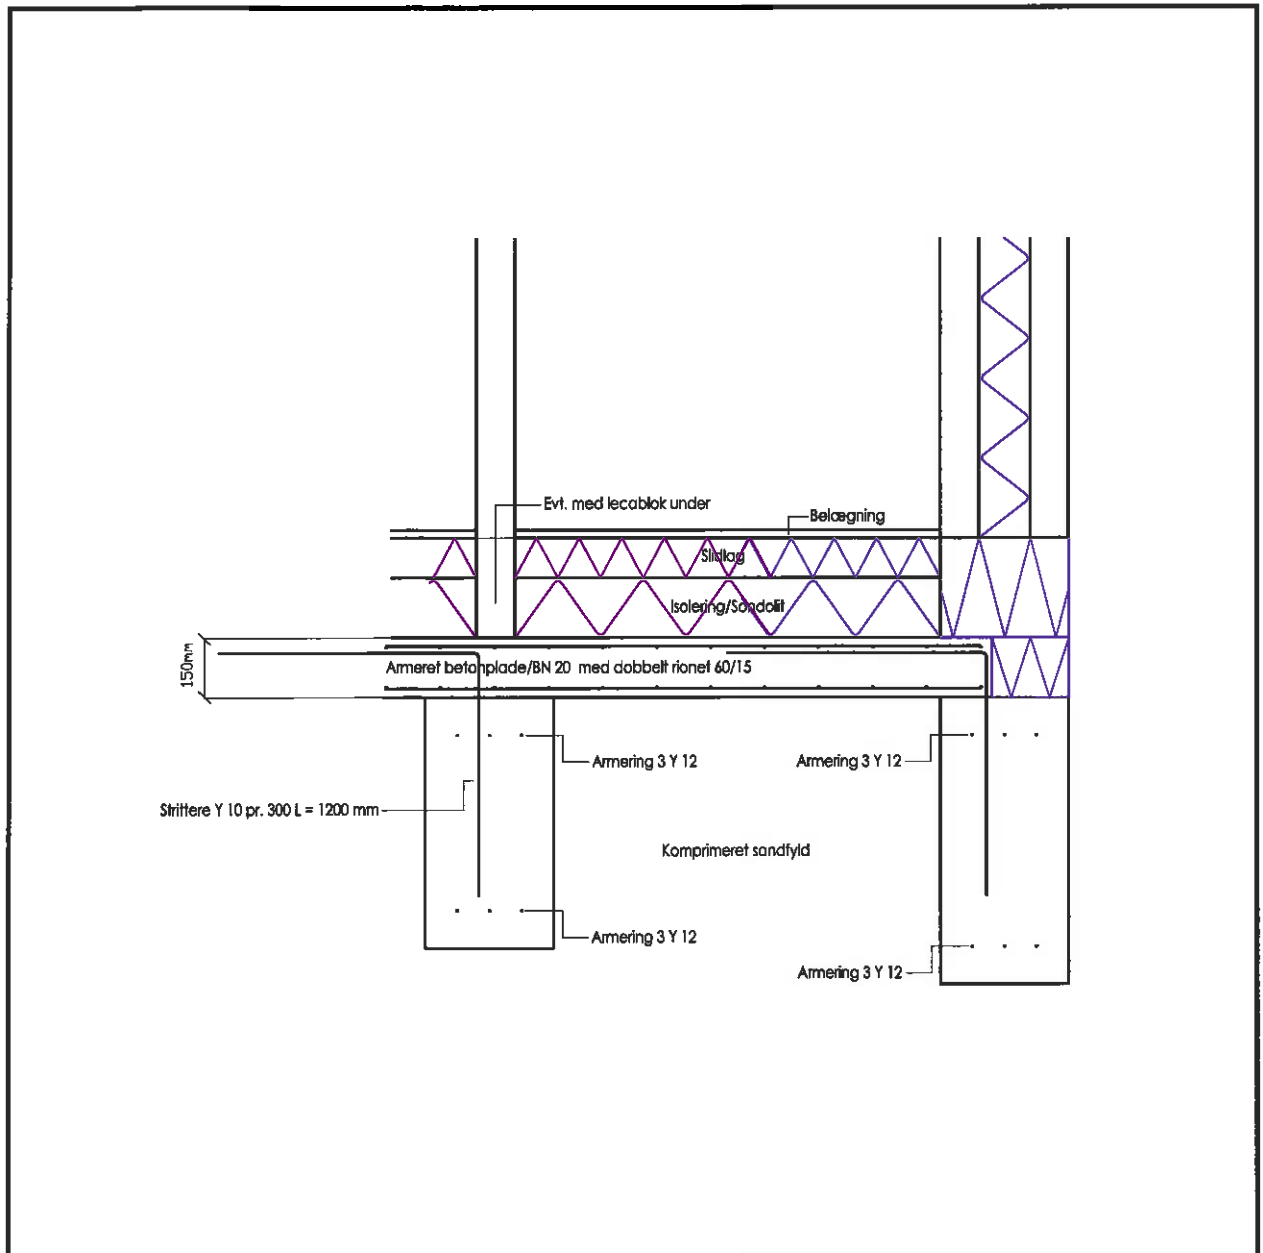 Evt. med lecablok under
Belægning
Slidlag
Isolering/Sundolit
150mm
Armeret betonplade/BN 20 med dobbelt rionet 60/15
Armering 3 Y 12
Armering 3 Y 12
Strittere Y 10 pr. 300 L = 1200 mm
Komprimeret sandfyld
Armering 3 Y 12
Armering 3 Y 12